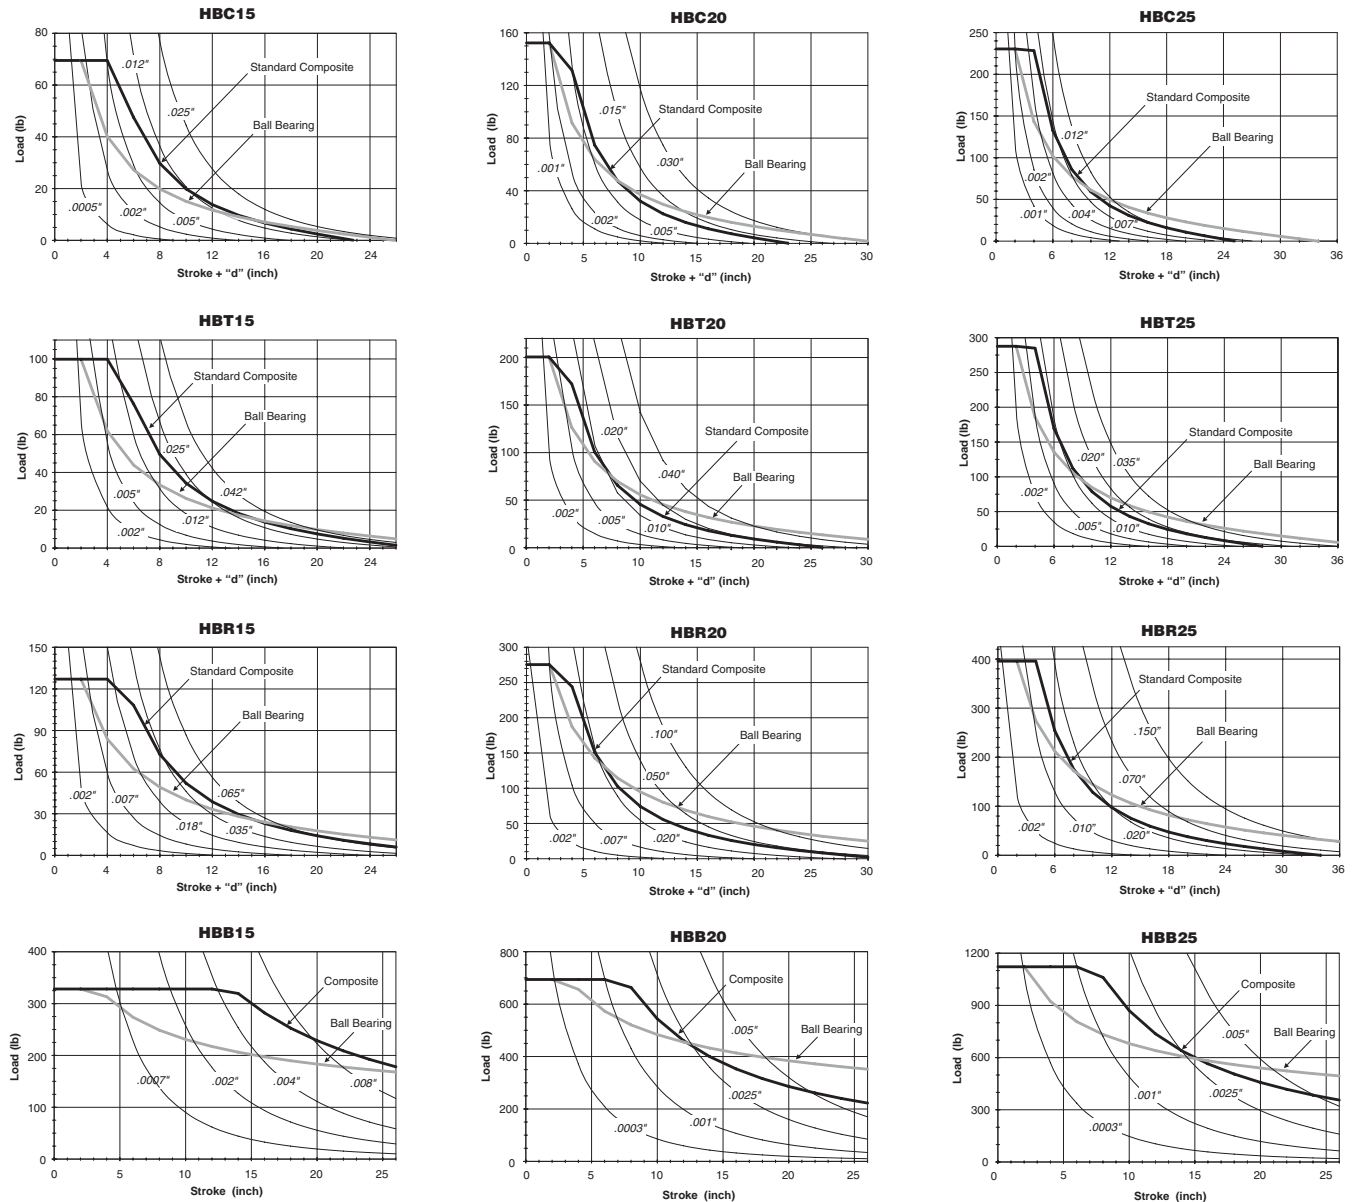 HBC15
Load (lb)
80
60
40
20
0
.012"
.025"
.0005"
.002"
.005"
Standard Composite
Ball Bearing
0 4 8 12 16 20 24
Stroke + “d” (inch)
HBC20
Load (lb)
160
120
80
40
0
.015"
.030"
.001"
.002"
.005"
Standard Composite
Ball Bearing
0 5 10 15 20 25 30
Stroke + “d” (inch)
HBC25
Load (lb)
250
200
150
100
50
0
.012"
.002"
.001"
.004"
.007"
Standard Composite
Ball Bearing
0 6 12 18 24 30 36
Stroke + “d” (inch)
HBT15
Load (lb)
100
80
60
40
20
0
Standard Composite
Ball Bearing
.025"
.042"
.005"
.012"
.002"
0 4 8 12 16 20 24
Stroke + “d” (inch)
HBT20
Load (lb)
200
150
100
50
0
.020"
.040"
.002"
.005"
.010"
Standard Composite
Ball Bearing
0 5 10 15 20 25 30
Stroke + “d” (inch)
HBT25
Load (lb)
300
250
200
150
100
50
0
.020"
.035"
.002"
.005"
.010"
Standard Composite
Ball Bearing
0 6 12 18 24 30 36
Stroke + “d” (inch)
HBR15
Load (lb)
150
120
90
60
30
0
Standard Composite
Ball Bearing
.002"
.007"
.065"
.018"
.035"
0 4 8 12 16 20 24
Stroke + “d” (inch)
HBR20
Load (lb)
300
250
200
150
100
50
0
Standard Composite
.100"
Ball Bearing
.050"
.002"
.007"
.020"
0 5 10 15 20 25 30
Stroke + “d” (inch)
HBR25
Load (lb)
400
300
200
100
0
Standard Composite
.150”
Ball Bearing
.070"
.002"
.010"
.020"
0 6 12 18 24 30 36
Stroke + “d” (inch)
HBB15
Load (lb)
400
300
200
100
0
Composite
Ball Bearing
.0007"
.002"
.004"
.008"
0 5 10 15 20 25
Stroke (inch)
HBB20
Load (lb)
800
600
400
200
0
Composite
.005"
Ball Bearing
.0003"
.001"
.0025"
0 5 10 15 20 25
Stroke (inch)
HBB25
Load (lb)
1200
900
600
300
0
Composite
.005"
Ball Bearing
.0003"
.001"
.0025"
0 5 10 15 20 25
Stroke (inch)